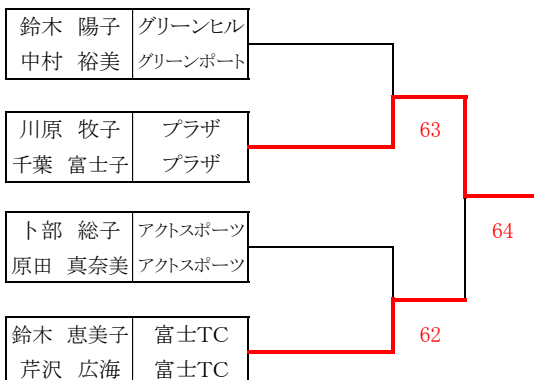 鈴木 陽子 グリーンヒル
中村 裕美 グリーンポート
川原 牧子 プラザ
63
千葉 富士子 プラザ
卜部 総子 アクトスポーツ
64
原田 真奈美 アクトスポーツ
鈴木 恵美子 富士TC
62
芹沢 広海 富士TC